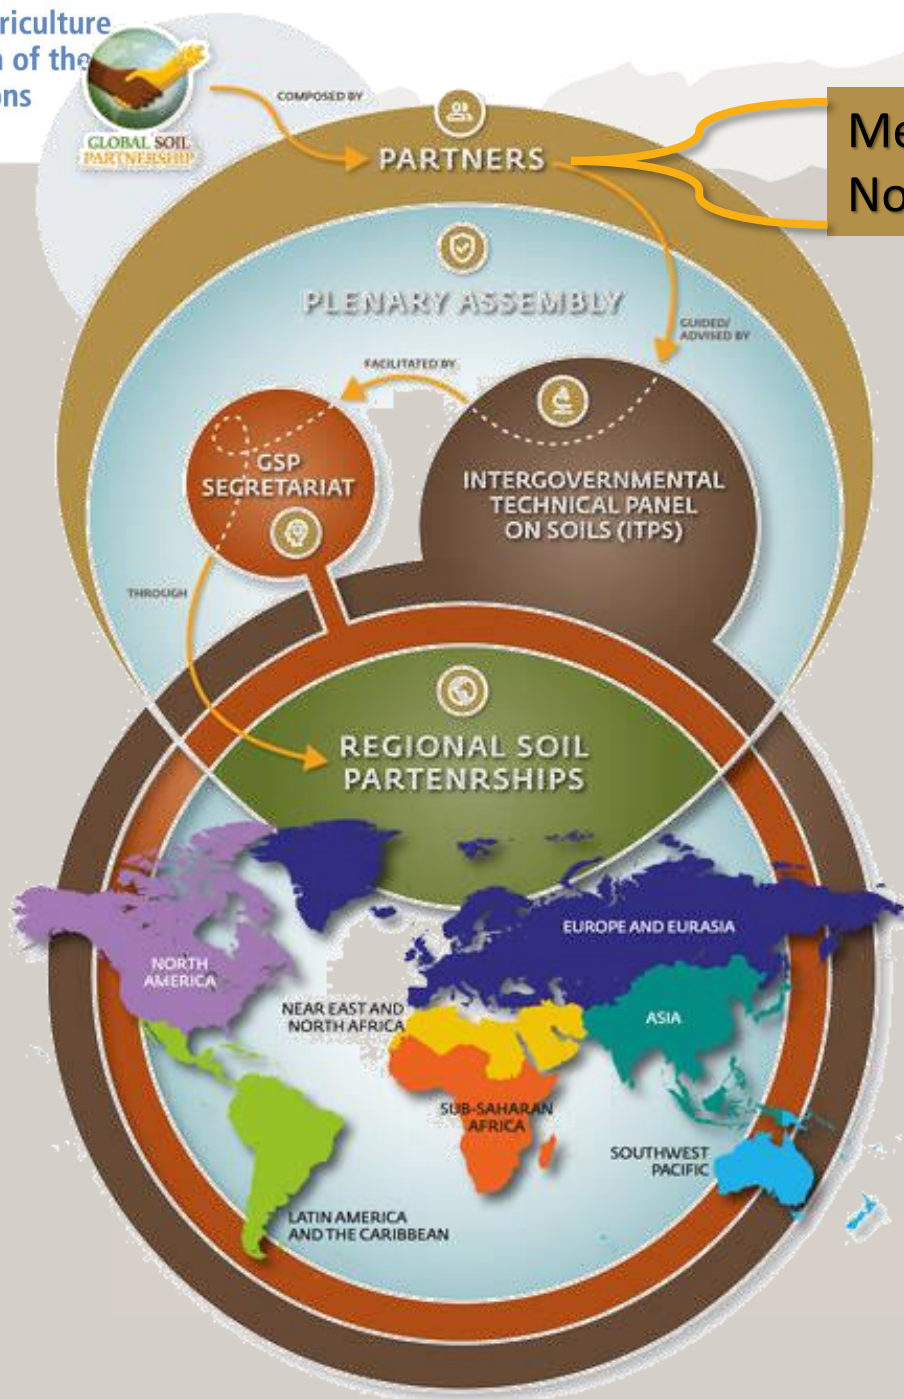 riculture
of the
ons
GLOBAL SOIL
PARTNERSHIP
COMPOSED BY
PARTNERS
Me
No
PLENARY ASSEMBLY
GUIDED/
ADVISED BY
FACILITATED BY
GSP
SECRETARIAT
INTERGOVERNMENTAL
TECHNICAL PANEL
ON SOILS (ITPS)
THROUGH
REGIONAL SOIL
PARTENRSHIPS
EUROPE AND EURASIA
NORTH
AMERICA
NEAR EAST AND
NORTH AFRICA
ASIA
SUB-SAHARAN
AFRICA
SOUTHWEST
PACIFIC
LATIN AMERICA
AND THE CARIBBEAN